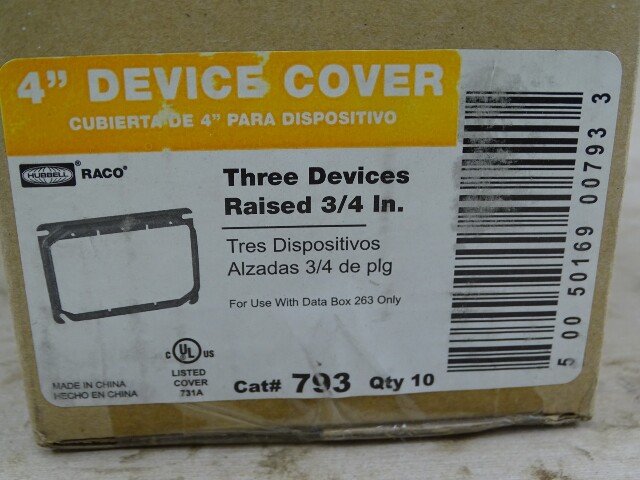 4" DEVICE COVER
CUBIERTA DE 4" PARA DISPOSITIVO
HUBBELL® RACO®
Three Devices
Raised 3/4 In.
Tres Dispositivos
Alzadas 3/4 de plg
For Use With Data Box 263 Only
C UL US
LISTED
COVER
731A
MADE IN CHINA
HECHO EN CHINA
Cat# 793 Qty 10
5 00 50169 00793 3